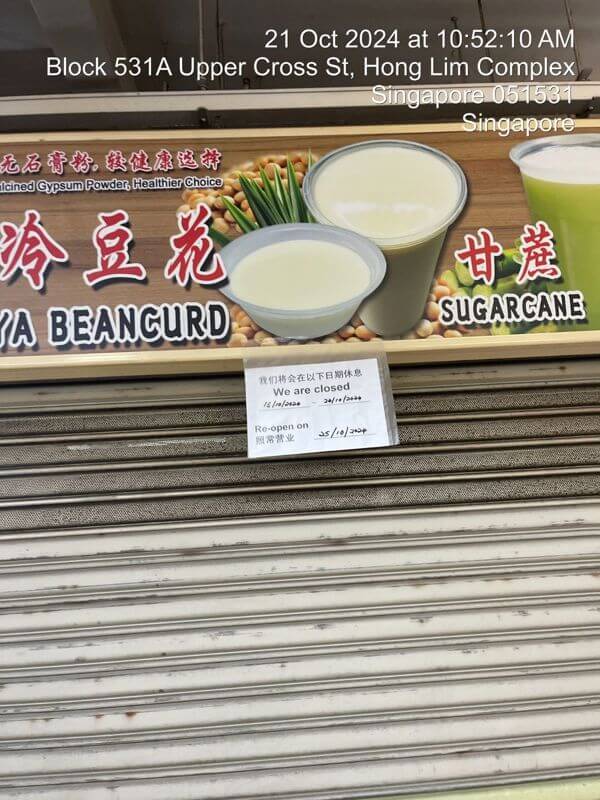 21 Oct 2024 at 10:52:10 AM
Block 531A Upper Cross St, Hong Lim Complex
Singapore 051531
Singapore
无石膏粉，较健康选择
Gypsum Powder, Healthier Choice
冷豆花
甘蔗
YA BEANCURD
SUGARCANE
我们将会在以下日期休息
We are closed
16/10/2024 - 24/10/2024
Re-open on
照常营业
25/10/2024